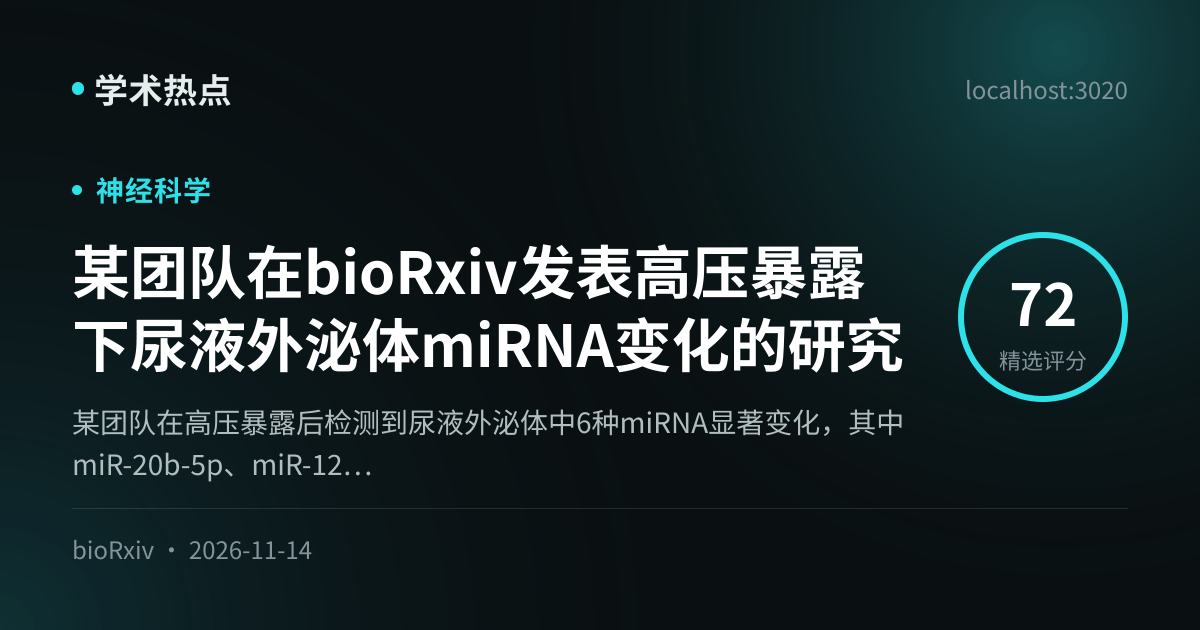 学术热点
localhost:3020
神经科学
某团队在bioRxiv发表高压暴露
下尿液外泌体miRNA变化的研究
72
精选评分
某团队在高压暴露后检测到尿液外泌体中6种miRNA显著变化，其中
miR-20b-5p、miR-12…
bioRxiv · 2026-11-14